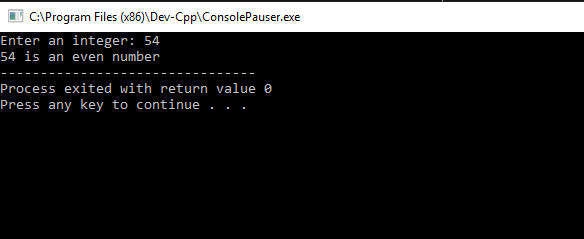 C:\Program Files (x86)\Dev-Cpp\ConsolePauser.exe
Enter an integer: 54
54 is an even number
--------------------------------
Process exited with return value 0
Press any key to continue . . .